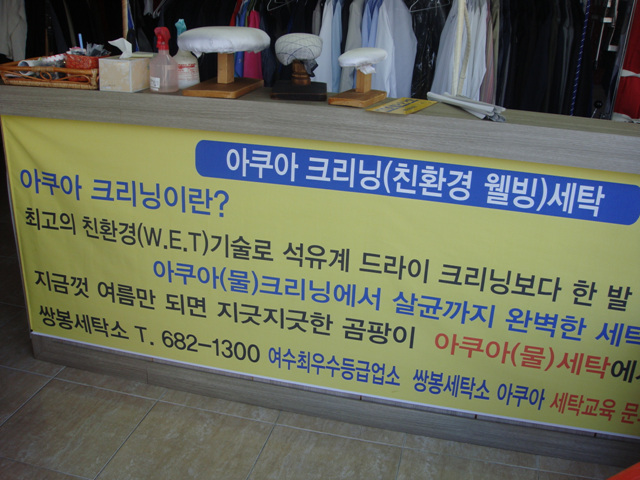 아쿠아 크리닝(친환경 웰빙)세탁
아쿠아 크리닝이란?
최고의 친환경(W.E.T)기술로 석유계 드라이 크리닝보다 한 발
아쿠아(물)크리닝에서 살균까지 완벽한 세탁
지금껏 여름만 되면 지긋지긋한 곰팡이 아쿠아(물)세탁에서
쌍봉세탁소 T. 682-1300 여수최우수등급업소 쌍봉세탁소 아쿠아 세탁교육